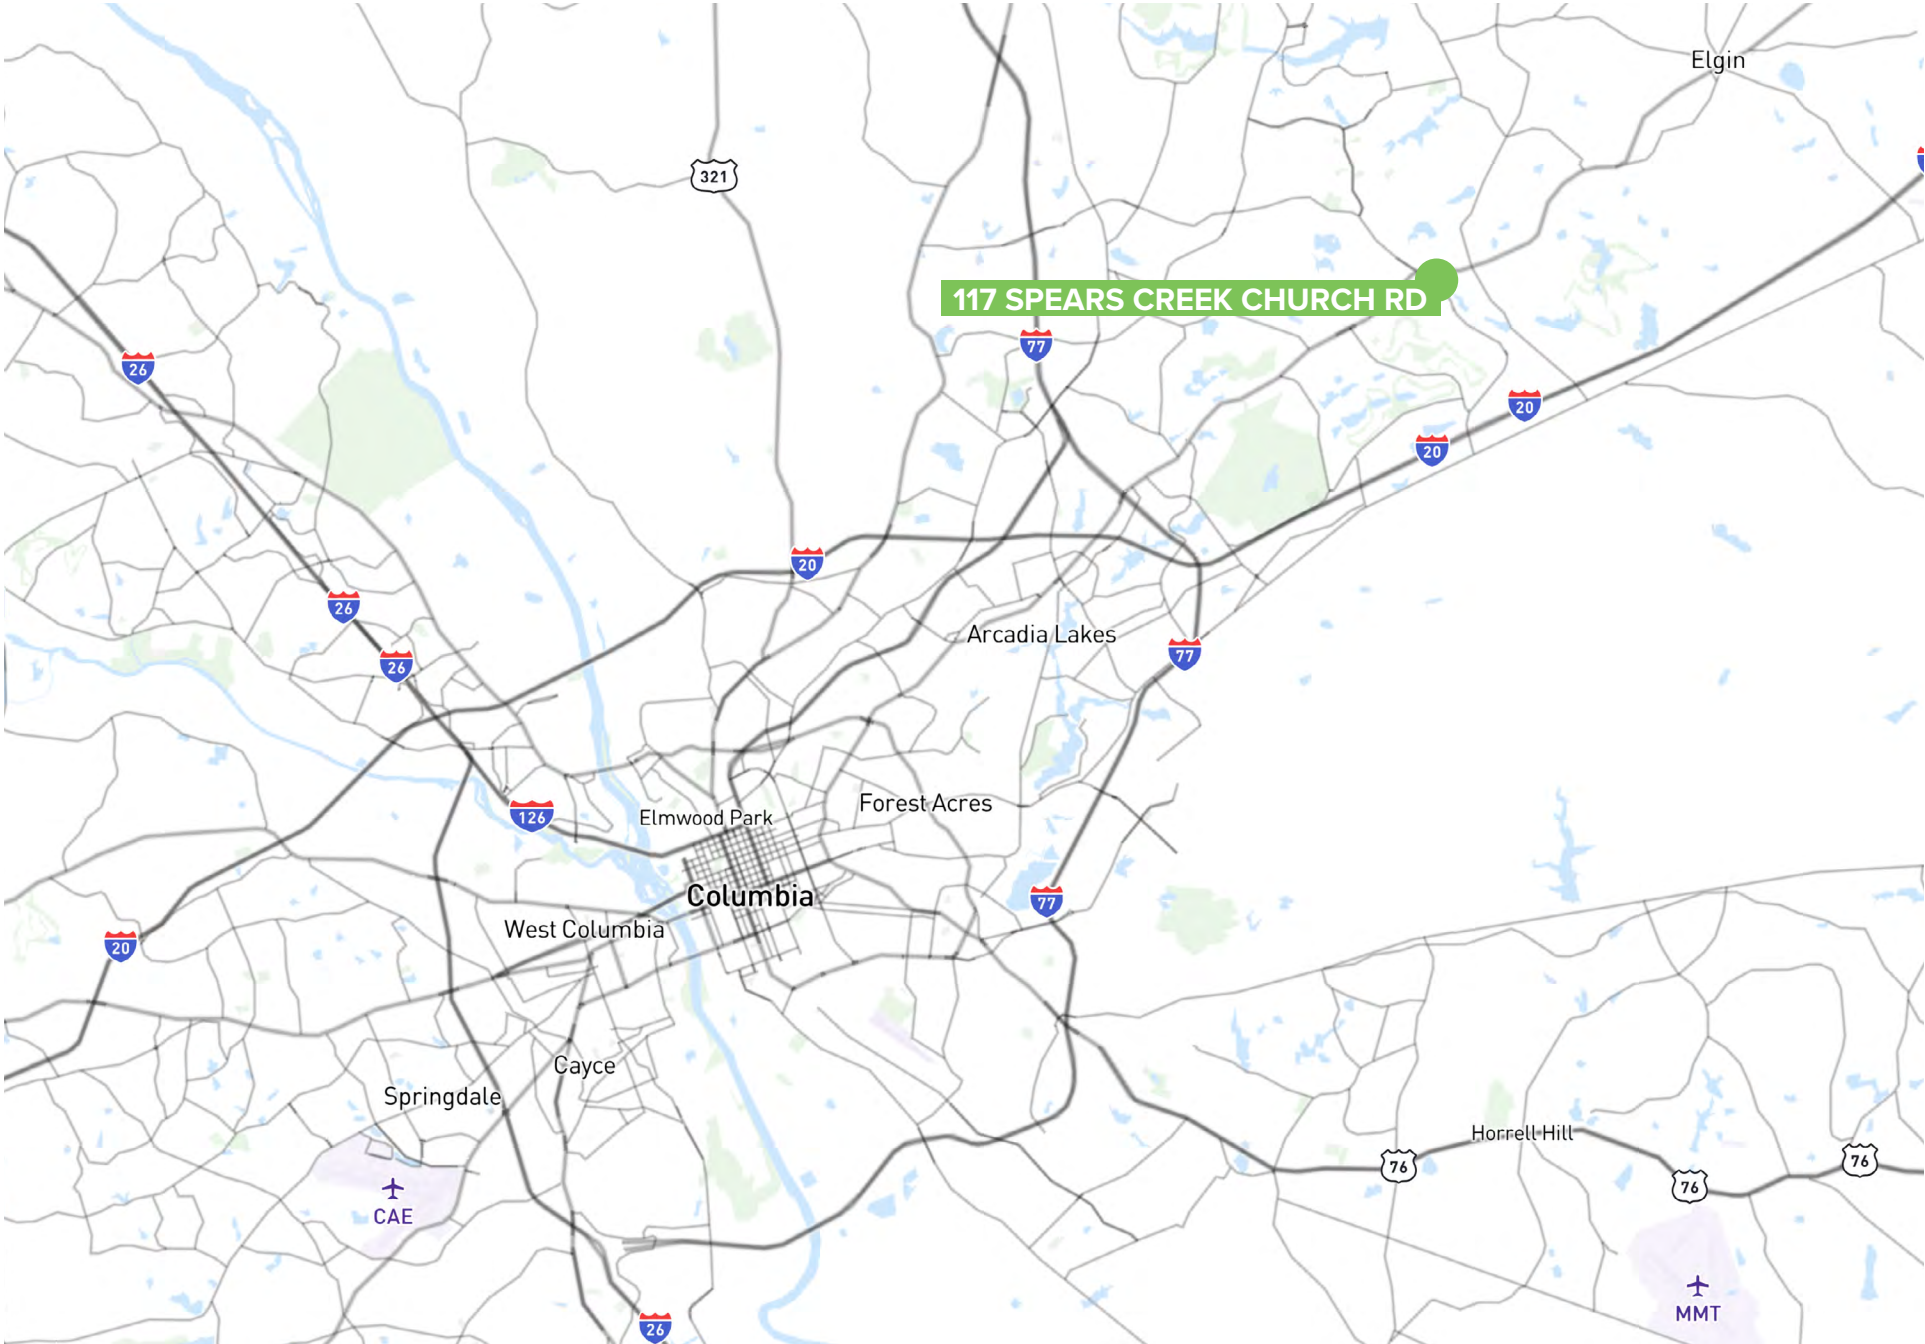 Elgin
321
117 SPEARS CREEK CHURCH RD
77
26
20
20
20
26
Arcadia Lakes
77
26
Forest Acres
126
Elmwood Park
Columbia
77
West Columbia
20
Cayce
Springdale
Horrell Hill
76
76
76
CAE
MMT
26